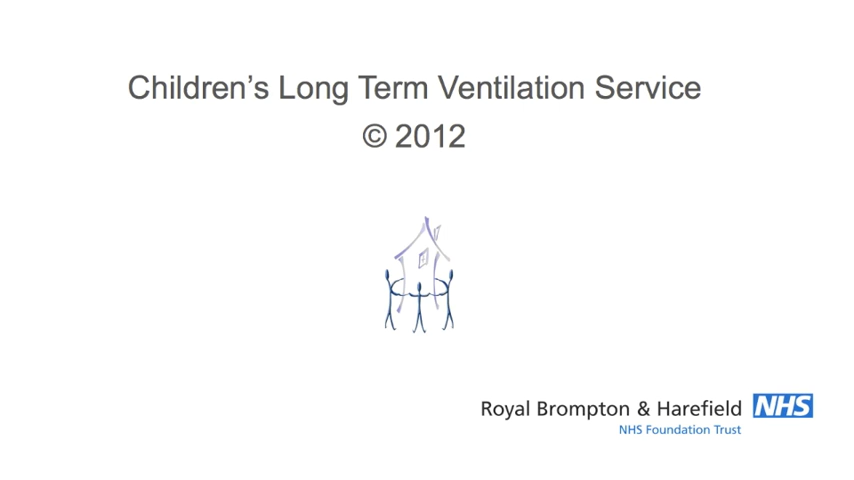 Children’s Long Term Ventilation Service
© 2012
Royal Brompton & Harefield NHS
NHS Foundation Trust